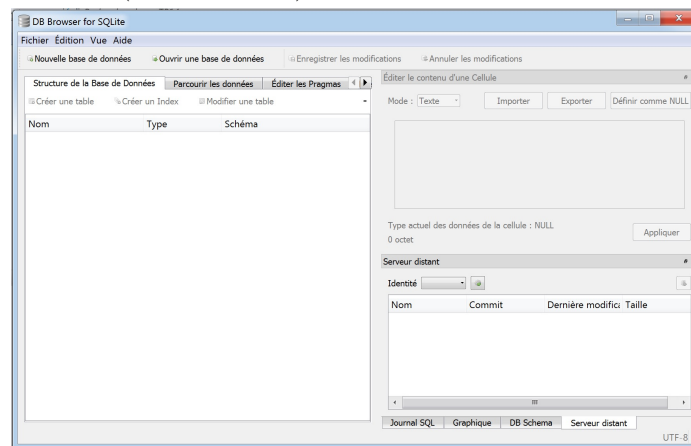 DB Browser for SQLite
Fichier Édition Vue Aide
Nouvelle base de données Ouvrir une base de données Enregistrer les modifications Annuler les modifications
Structure de la Base de Données Parcourir les données Éditer les Pragmas
Créer une table Créer un Index Modifier une table
Nom Type Schéma
Éditer le contenu d'une Cellule
Mode : Texte Importer Exporter Définir comme NULL
Type actuel des données de la cellule : NULL
0 octet
Appliquer
Serveur distant
Identité
Nom Commit Dernière modifica Taille
Journal SQL Graphique DB Schema Serveur distant
UTF-8